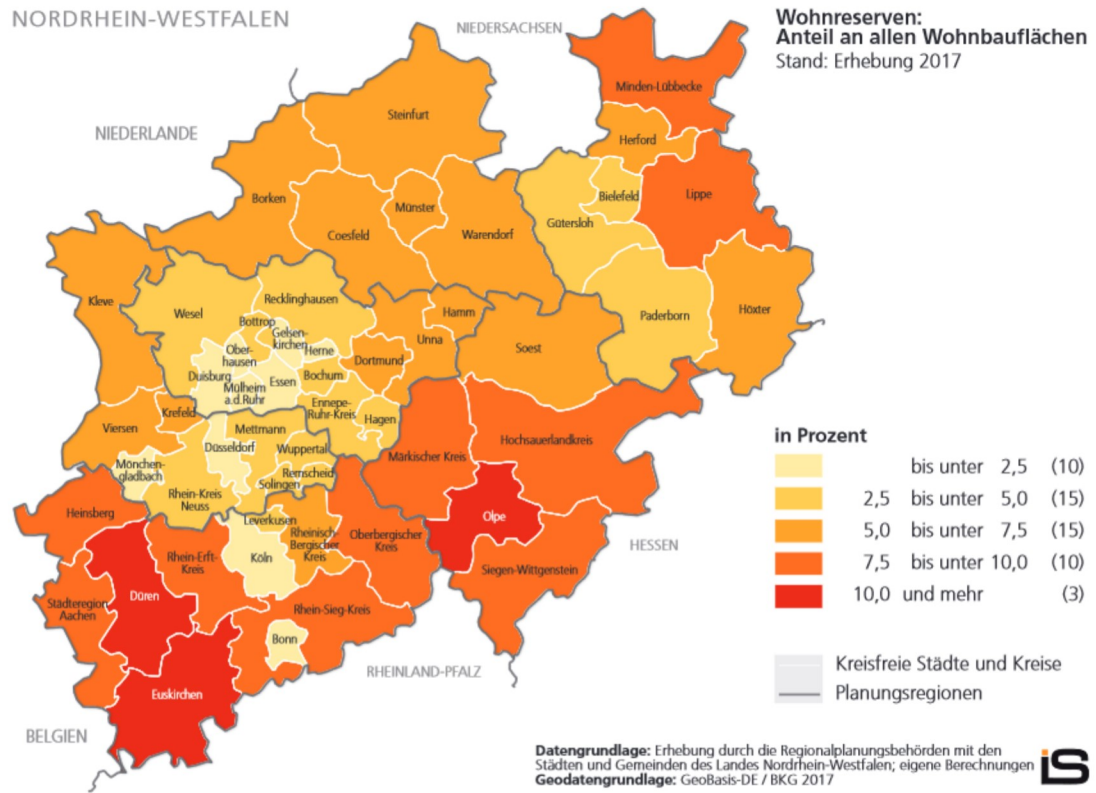 NORDRHEIN-WESTFALEN
NIEDERSACHSEN
Wohnreserven:
Anteil an allen Wohnbauflächen
Stand: Erhebung 2017
NIEDERLANDE
Minden-Lübbecke
Steinfurt
Herford
Borken
Münster
Coesfeld
Warendorf
Bielefeld
Gütersloh
Lippe
Kleve
Wesel
Recklinghausen
Bottrop
Gelsen-
kirchen
Herne
Ober-
hausen
Duisburg
Mülheim
a.d.Ruhr
Essen
Bochum
Dortmund
Hamm
Unna
Soest
Paderborn
Höxter
Ennepe-
Ruhr-Kreis
Hagen
Krefeld
Viersen
Mettmann
Düsseldorf
Wuppertal
Mönchen-
gladbach
Remscheid
Solingen
Rhein-Kreis
Neuss
Märkischer Kreis
Hochsauerlandkreis
Heinsberg
Leverkusen
Rheinisch-
Bergischer
Kreis
Oberbergischer
Kreis
Olpe
Rhein-Erft-
Kreis
Köln
Siegen-Wittgenstein
HESSEN
Düren
Städteregion
Aachen
Rhein-Sieg-Kreis
Bonn
Euskirchen
RHEINLAND-PFALZ
BELGIEN
in Prozent
bis unter 2,5 (10)
2,5 bis unter 5,0 (15)
5,0 bis unter 7,5 (15)
7,5 bis unter 10,0 (10)
10,0 und mehr (3)
Kreisfreie Städte und Kreise
Planungsregionen
Datengrundlage: Erhebung durch die Regionalplanungsbehörden mit den
Städten und Gemeinden des Landes Nordrhein-Westfalen; eigene Berechnungen
Geodatengrundlage: GeoBasis-DE / BKG 2017
iS